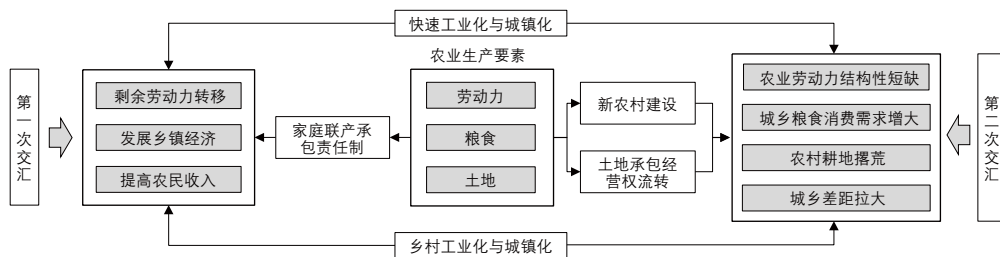 快速工业化与城镇化
农业生产要素
第一次交汇
剩余劳动力转移
发展乡镇经济
提高农民收入
家庭联产承
包责任制
劳动力
粮食
土地
新农村建设
土地承包经
营权流转
农业劳动力结构性短缺
城乡粮食消费需求增大
农村耕地撂荒
城乡差距拉大
第二次交汇
乡村工业化与城镇化